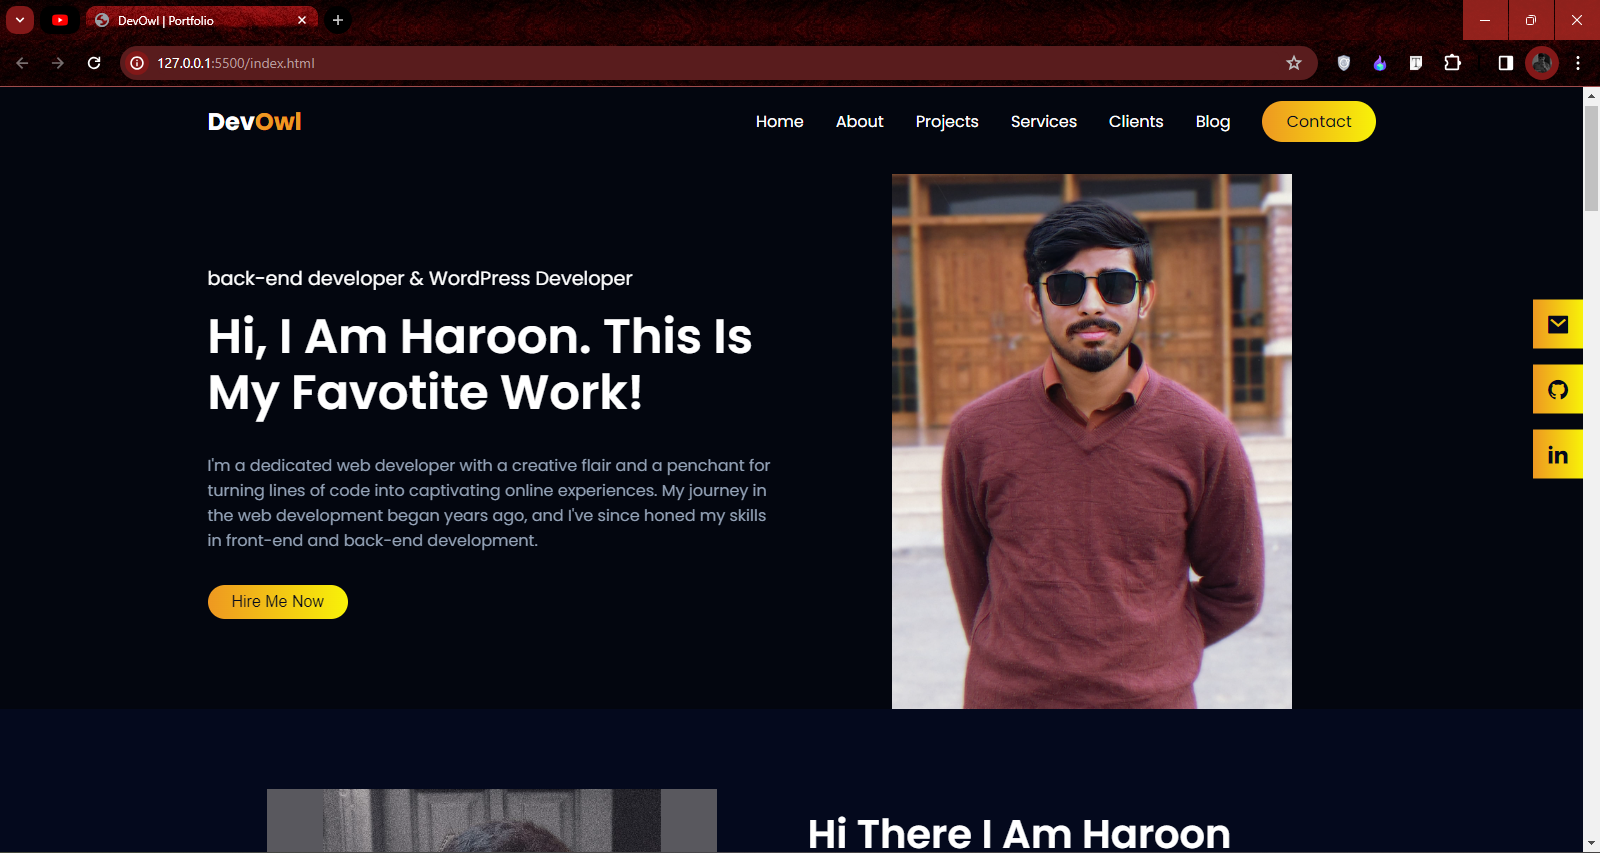 DevOwl | Portfolio
127.0.0.1:5500/index.html
DevOwl
Home
About
Projects
Services
Clients
Blog
Contact
back-end developer & WordPress Developer
Hi, I Am Haroon. This Is
My Favotite Work!
I'm a dedicated web developer with a creative flair and a penchant for
turning lines of code into captivating online experiences. My journey in
the web development began years ago, and I've since honed my skills
in front-end and back-end development.
Hire Me Now
in
Hi There I Am Haroon